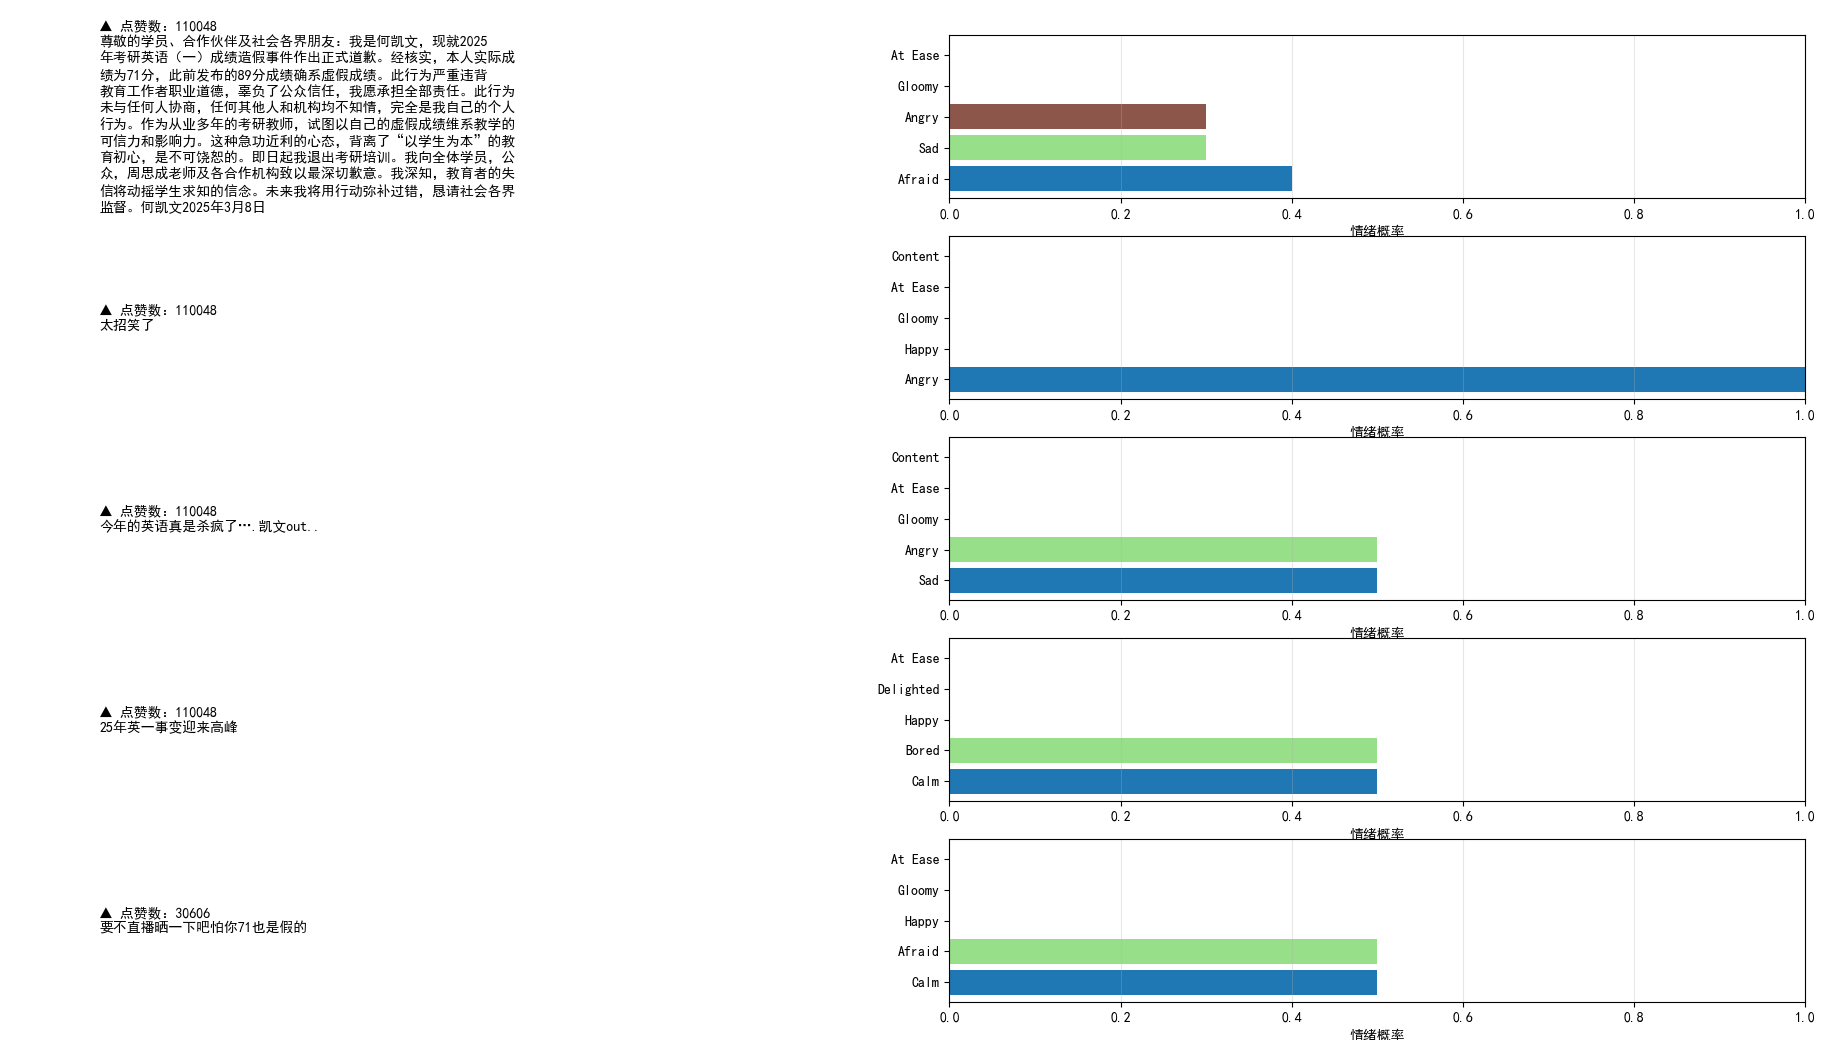 ▲ 点赞数：110048
尊敬的学员、合作伙伴及社会各界朋友：我是何凯文，现就2025
年考研英语（一）成绩造假事件作出正式道歉。经核实，本人实际成
绩为71分，此前发布的89分成绩确系虚假成绩。此行为严重违背
教育工作者职业道德，辜负了公众信任，我愿承担全部责任。此行为
未与任何人协商，任何其他人和机构均不知情，完全是我自己的个人
行为。作为从业多年的考研教师，试图以自己的虚假成绩维系教学的
可信力和影响力。这种急功近利的心态，背离了“以学生为本”的教
育初心，是不可饶恕的。即日起我退出考研培训。我向全体学员，公
众，周思成老师及各合作机构致以最深切歉意。我深知，教育者的失
信将动摇学生求知的信念。未来我将用行动弥补过错，恳请社会各界
监督。何凯文2025年3月8日
At Ease
Gloomy
Angry
Sad
Afraid
0.0 0.2 0.4 0.6 0.8 1.0
情绪概率
▲ 点赞数：110048
太招笑了
Content
At Ease
Gloomy
Happy
Angry
0.0 0.2 0.4 0.6 0.8 1.0
情绪概率
▲ 点赞数：110048
今年的英语真是杀疯了….凯文out..
Content
At Ease
Gloomy
Angry
Sad
0.0 0.2 0.4 0.6 0.8 1.0
情绪概率
▲ 点赞数：110048
25年英一事变迎来高峰
At Ease
Delighted
Happy
Bored
Calm
0.0 0.2 0.4 0.6 0.8 1.0
情绪概率
▲ 点赞数：30606
要不直播晒一下吧怕你71也是假的
At Ease
Gloomy
Happy
Afraid
Calm
0.0 0.2 0.4 0.6 0.8 1.0
情绪概率